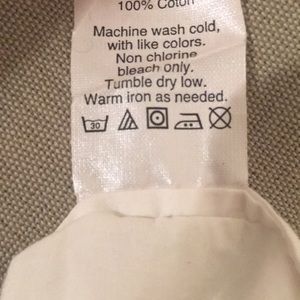 100% Coton
Machine wash cold,
with like colors.
Non chlorine
bleach only.
Tumble dry low.
Warm iron as needed.
30